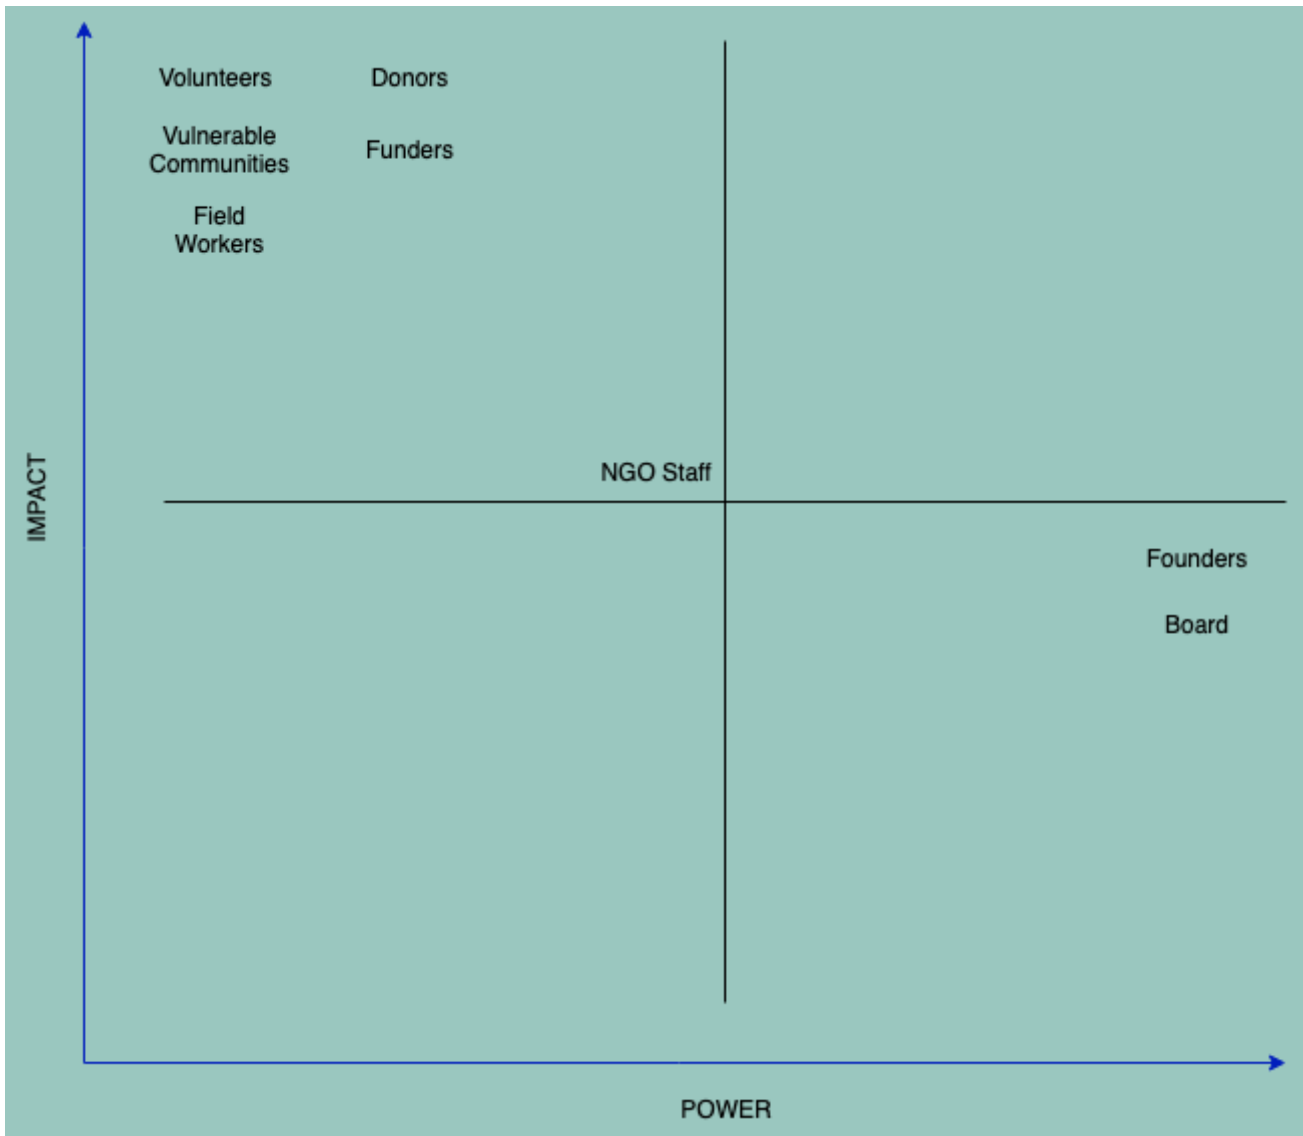 Volunteers
Donors
Vulnerable
Communities
Funders
Field
Workers
IMPACT
NGO Staff
Founders
Board
POWER